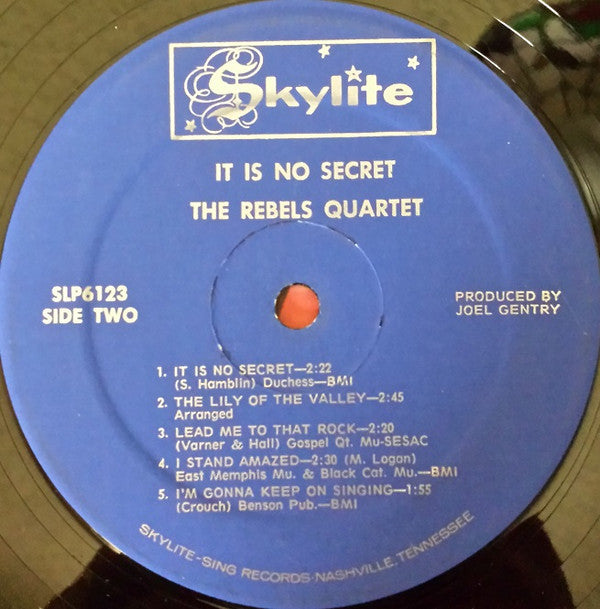 Skylite
IT IS NO SECRET
THE REBELS QUARTET
SLP6123
SIDE TWO
PRODUCED BY
JOEL GENTRY
1. IT IS NO SECRET—2:22
(S. Hamblin) Duchess—BMI
2. THE LILY OF THE VALLEY—2:45
Arranged
3. LEAD ME TO THAT ROCK—2:20
(Varner & Hall) Gospel Qt. Mu-SESAC
4. I STAND AMAZED—2:30 (M. Logan)
East Memphis Mu. & Black Cat. Mu.—BMI
5. I'M GONNA KEEP ON SINGING—1:55
(Crouch) Benson Pub.—BMI
SKYLITE-SING RECORDS-NASHVILLE, TENNESSEE